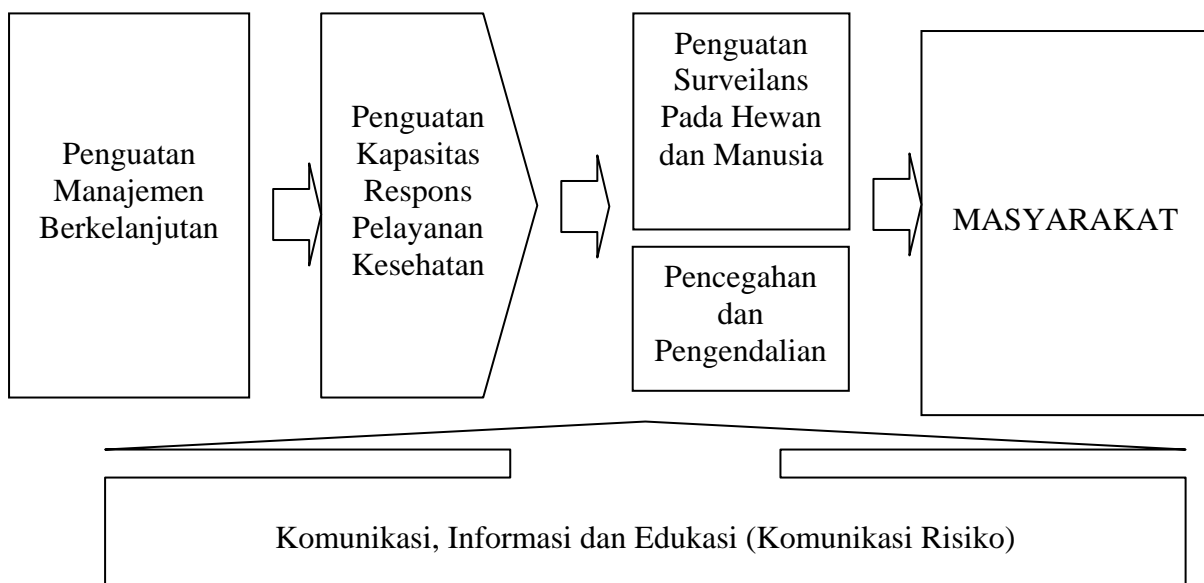 Penguatan
Manajemen
Berkelanjutan
Penguatan
Kapasitas
Respons
Pelayanan
Kesehatan
Penguatan
Surveilans
Pada Hewan
dan Manusia
Pencegahan
dan
Pengendalian
MASYARAKAT
Komunikasi, Informasi dan Edukasi (Komunikasi Risiko)